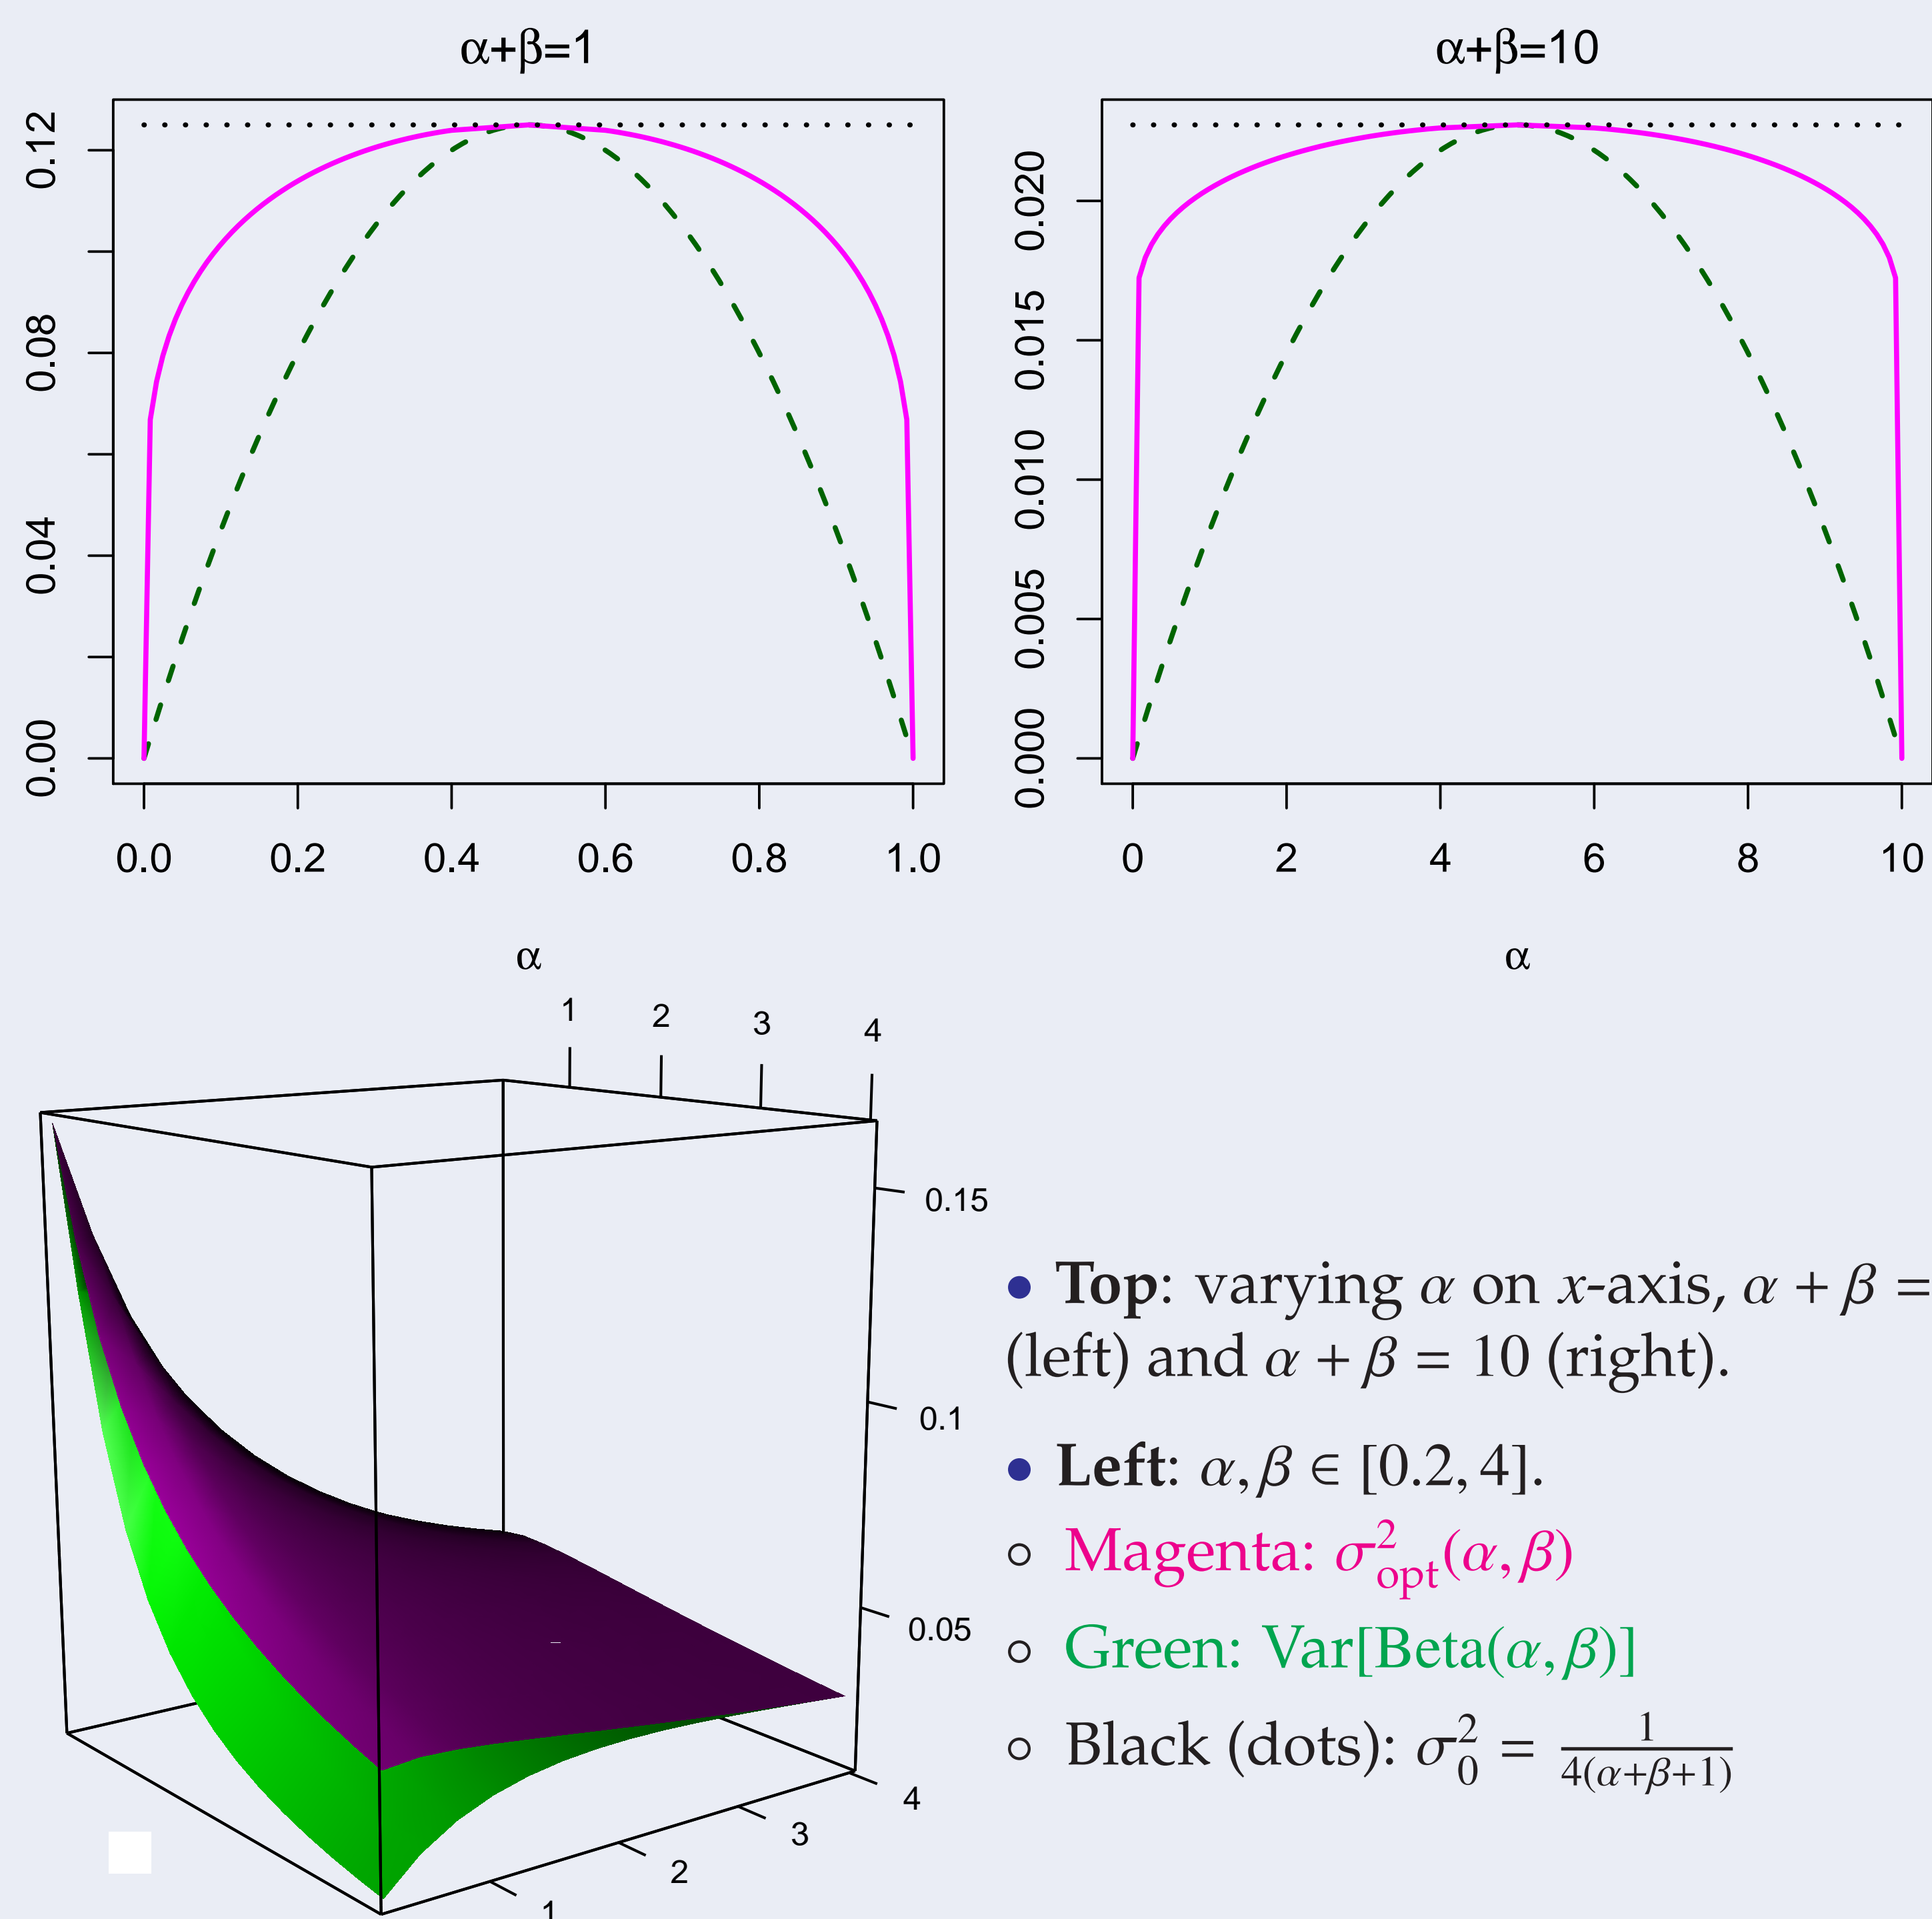 α+β=1
0.00 0.04 0.08 0.12
0.0 0.2 0.4 0.6 0.8 1.0
α
α+β=10
0.000 0.005 0.010 0.015 0.020
0 2 4 6 8 10
α
1 2 3 4
0.15
0.1
0.05
4
3
2
1
• Top: varying α on x-axis, α + β =
(left) and α + β = 10 (right).
• Left: α, β ∈ [0.2, 4].
○ Magenta: σ²_opt(α, β)
○ Green: Var[Beta(α, β)]
○ Black (dots): σ²_0 = 1/4(α+β+1)